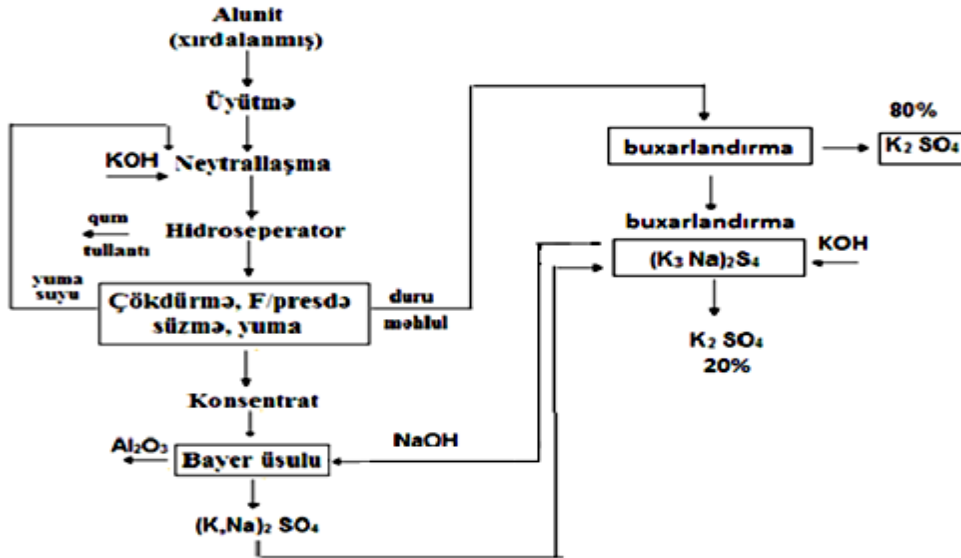 Alunit
(xırdalanmış)
Üyütmə
KOH
Neytrallaşma
qum
tullantı
Hidroseperator
yuma
suyu
Çökdürmə, F/presdə
süzmə, yuma
duru
məhlul
Konsentrat
Al₂O₃
Bayer üsulu
NaOH
(K,Na)₂ SO₄
buxarlandırma
80%
K₂ SO₄
buxarlandırma
(K₃ Na)₂S₄
KOH
K₂ SO₄
20%